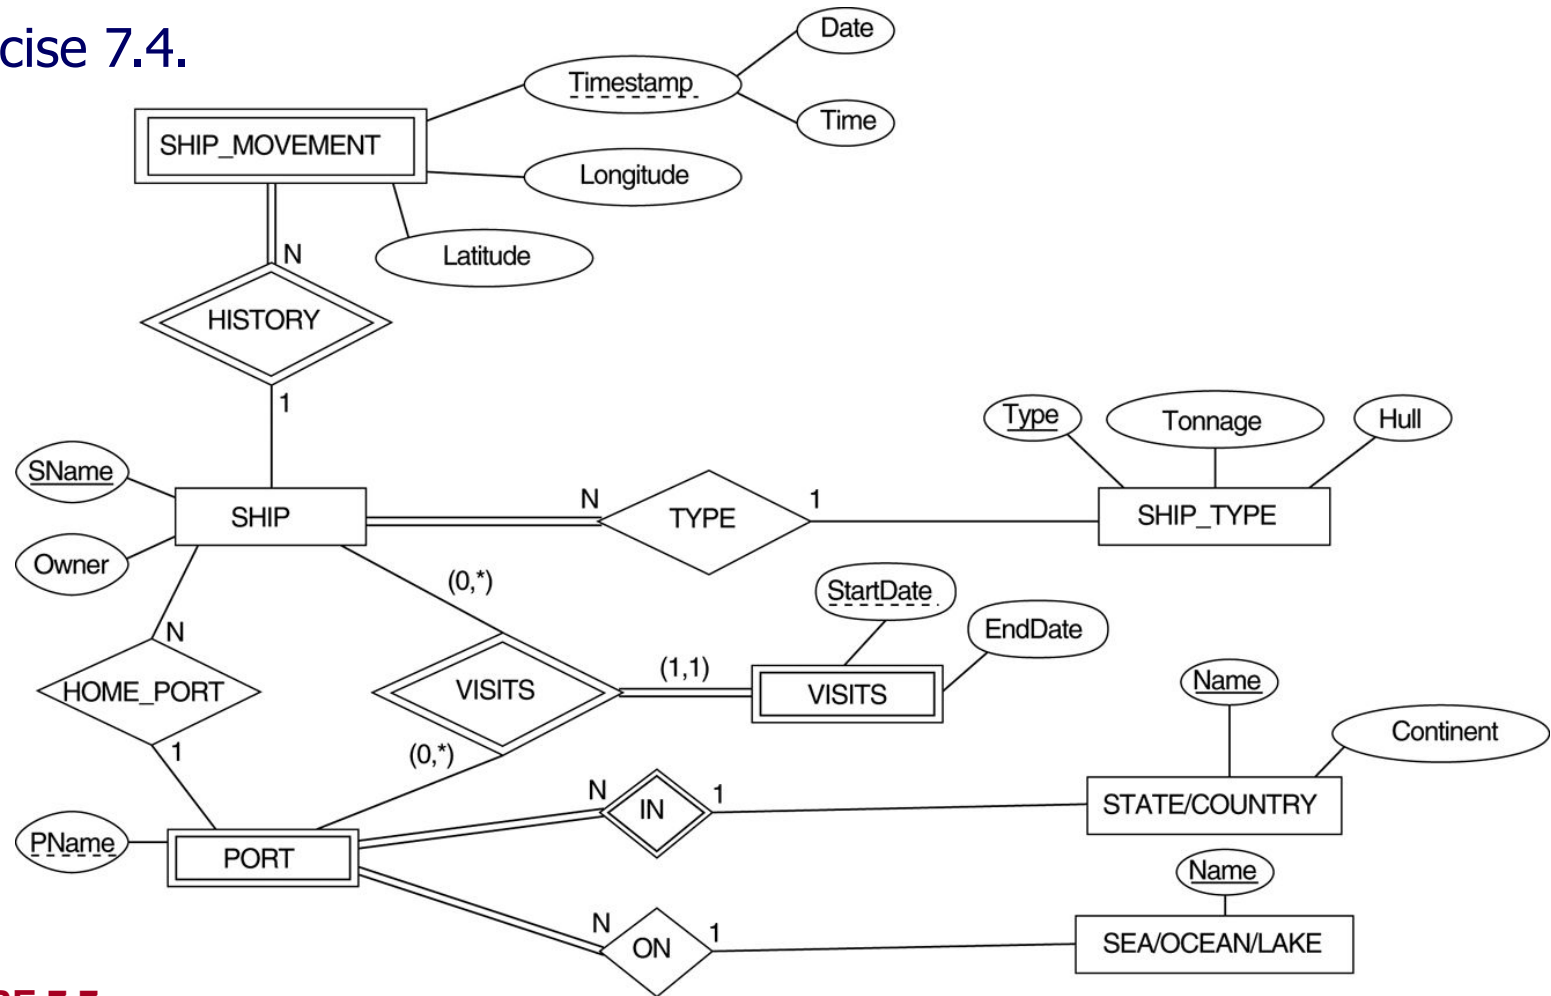 cise 7.4.
Date
Timestamp
Time
SHIP_MOVEMENT
Longitude
Latitude
N
HISTORY
1
Type
Tonnage
Hull
SName
N
1
SHIP
TYPE
SHIP_TYPE
Owner
(0,*)
StartDate
EndDate
N
(1,1)
HOME_PORT
VISITS
VISITS
Name
Continent
1
(0,*)
N
1
IN
STATE/COUNTRY
PName
PORT
Name
N
1
ON
SEA/OCEAN/LAKE